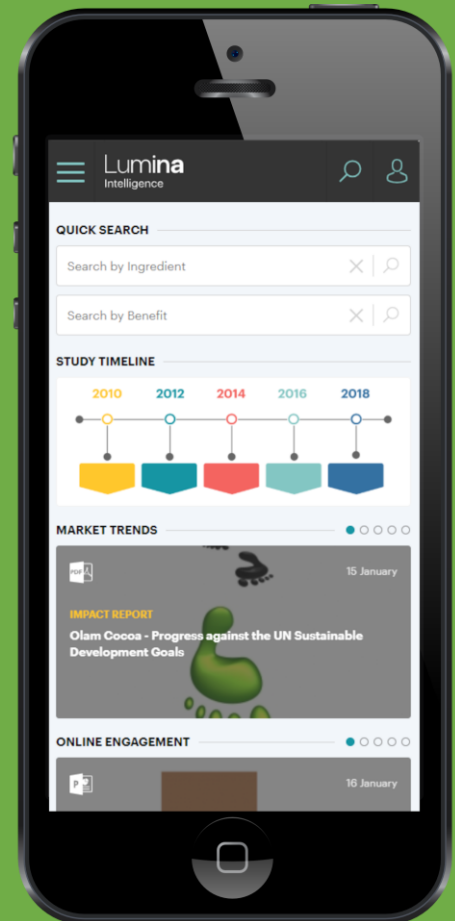 Lumina
Intelligence
QUICK SEARCH
Search by Ingredient
Search by Benefit
STUDY TIMELINE
2010 2012 2014 2016 2018
MARKET TRENDS
PDF
15 January
IMPACT REPORT
Olam Cocoa - Progress against the UN Sustainable
Development Goals
ONLINE ENGAGEMENT
P
16 January